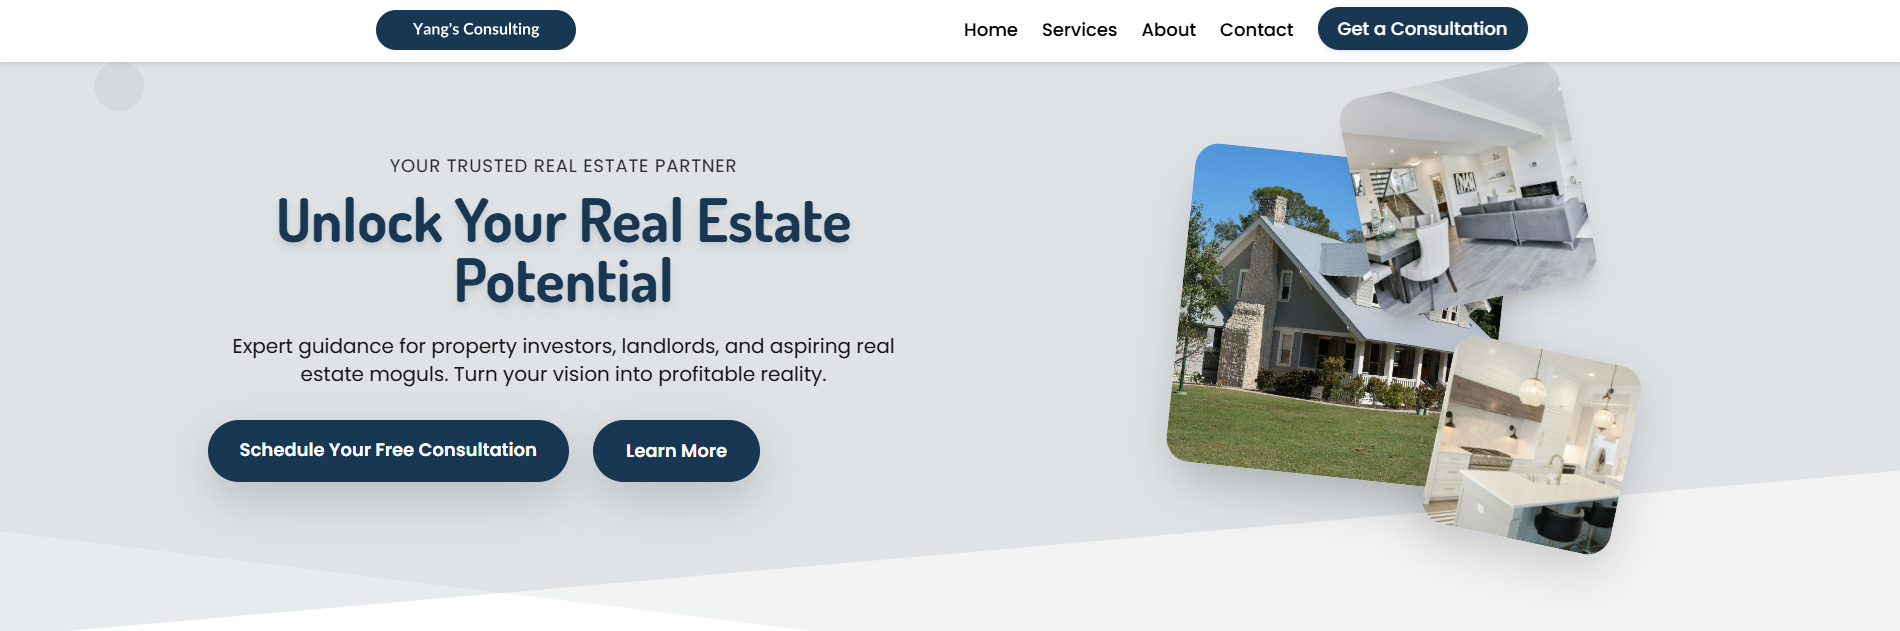 Yang's Consulting
Home
Services
About
Contact
Get a Consultation
YOUR TRUSTED REAL ESTATE PARTNER
Unlock Your Real Estate
Potential
Expert guidance for property investors, landlords, and aspiring real
estate moguls. Turn your vision into profitable reality.
Schedule Your Free Consultation
Learn More